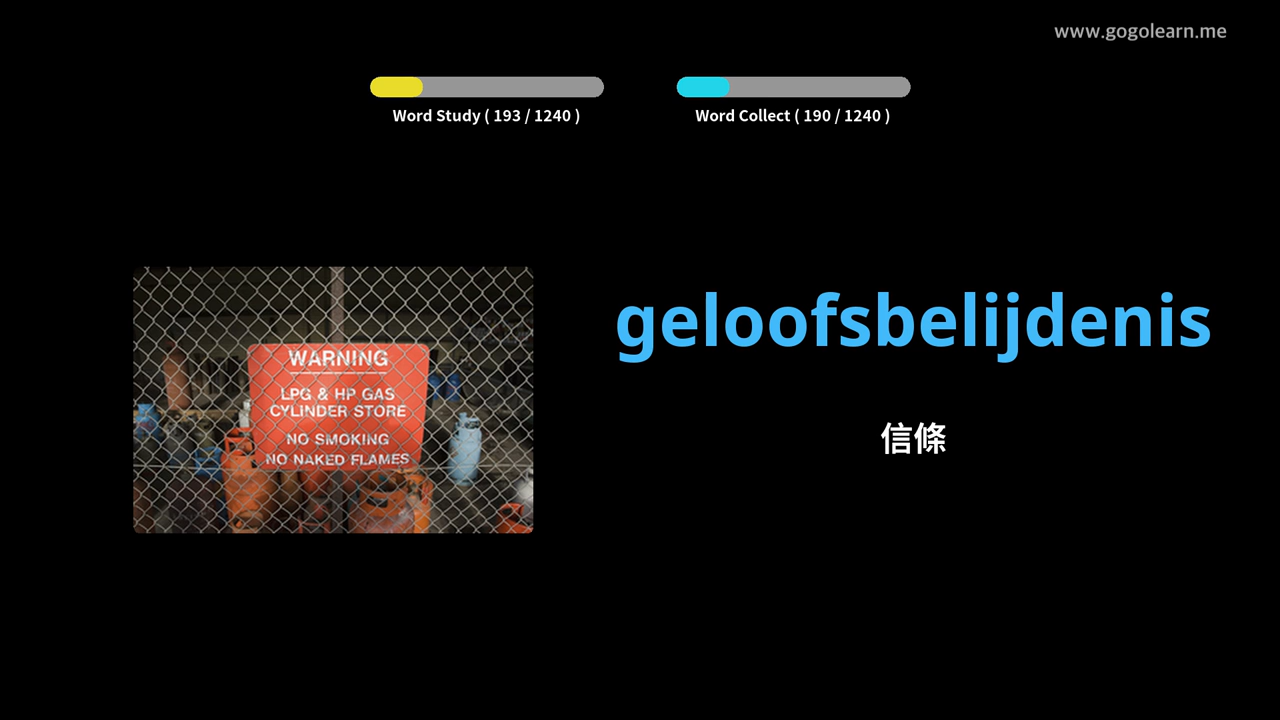 www.gogolearn.me
Word Study ( 193 / 1240 )
Word Collect ( 190 / 1240 )
WARNING
LPG & HP GAS
CYLINDER STORE
NO SMOKING
NO NAKED FLAMES
geloofsbelijdenis
信條